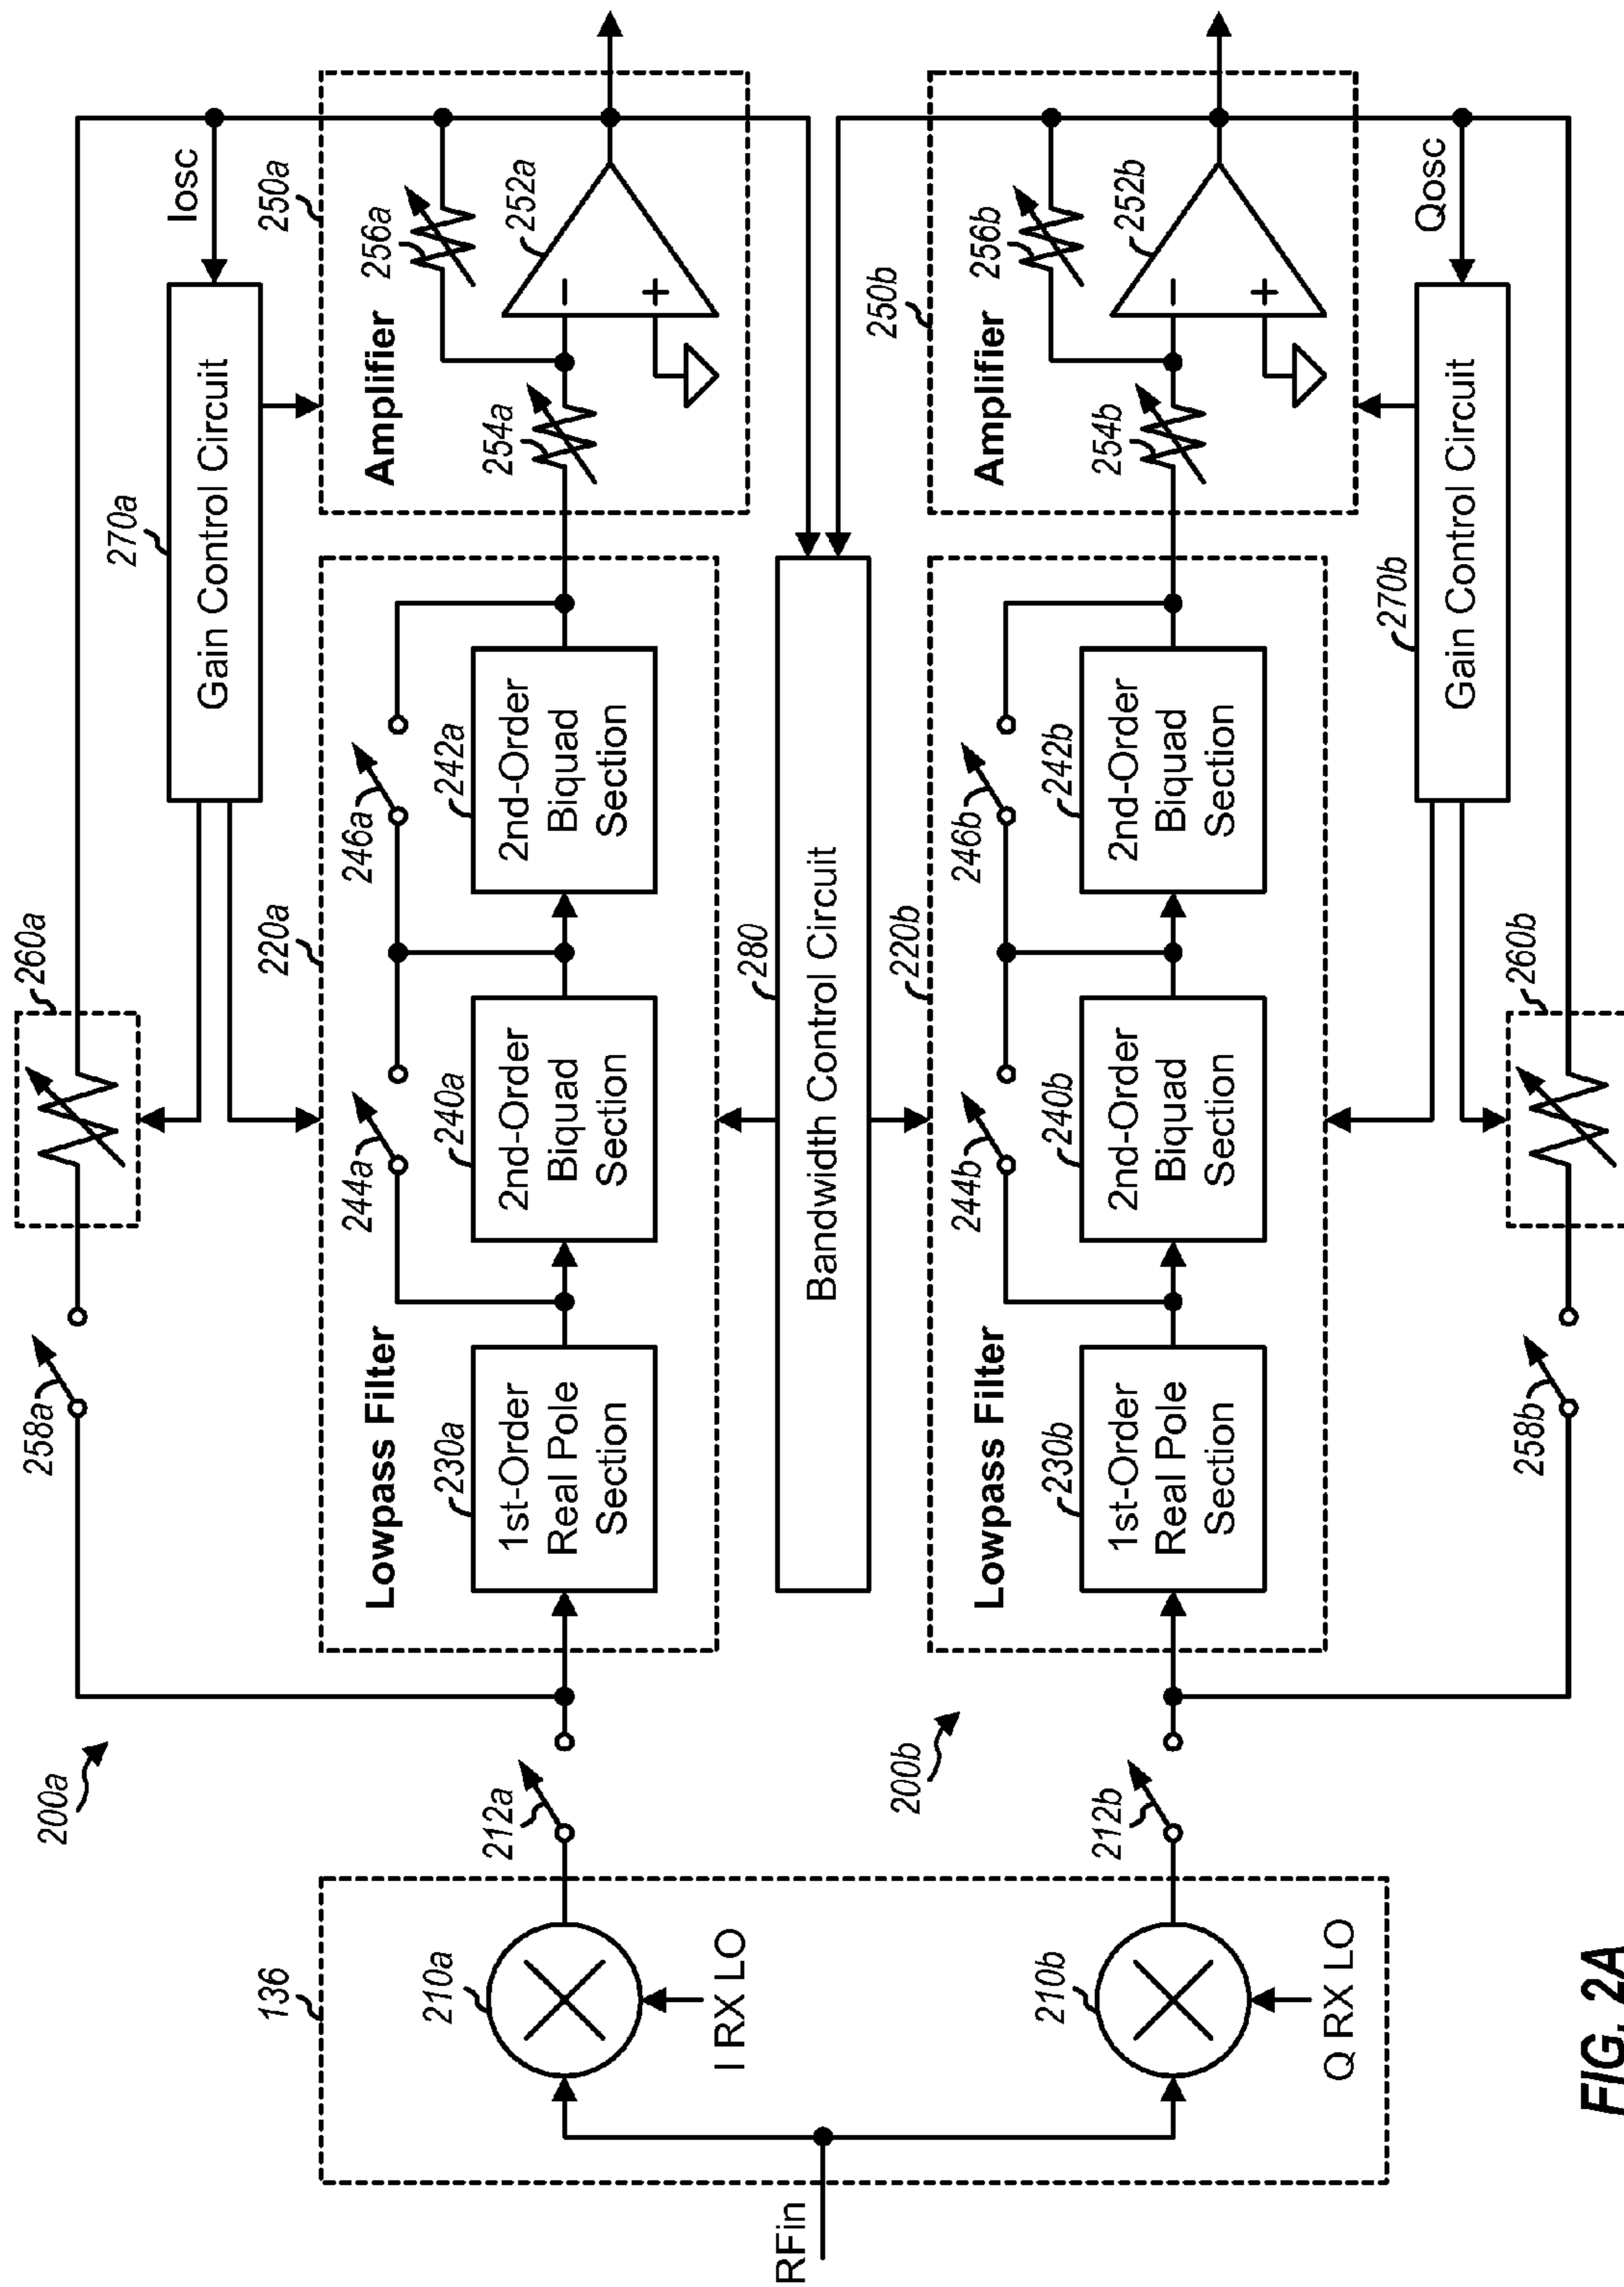 200a
258a
260a
270a
Gain Control Circuit
Iosc
250a
220a
136
210a
I RX LO
212a
Lowpass Filter
230a
1st-Order
Real Pole
Section
244a
240a
2nd-Order
Biquad
Section
246a
242a
2nd-Order
Biquad
Section
Amplifier
254a
256a
252a
−
+
RFin
280
Bandwidth Control Circuit
200b
220b
250b
210b
Q RX LO
212b
Lowpass Filter
230b
1st-Order
Real Pole
Section
244b
240b
2nd-Order
Biquad
Section
246b
242b
2nd-Order
Biquad
Section
Amplifier
254b
256b
252b
−
+
270b
Gain Control Circuit
Qosc
258b
260b
FIG. 2A